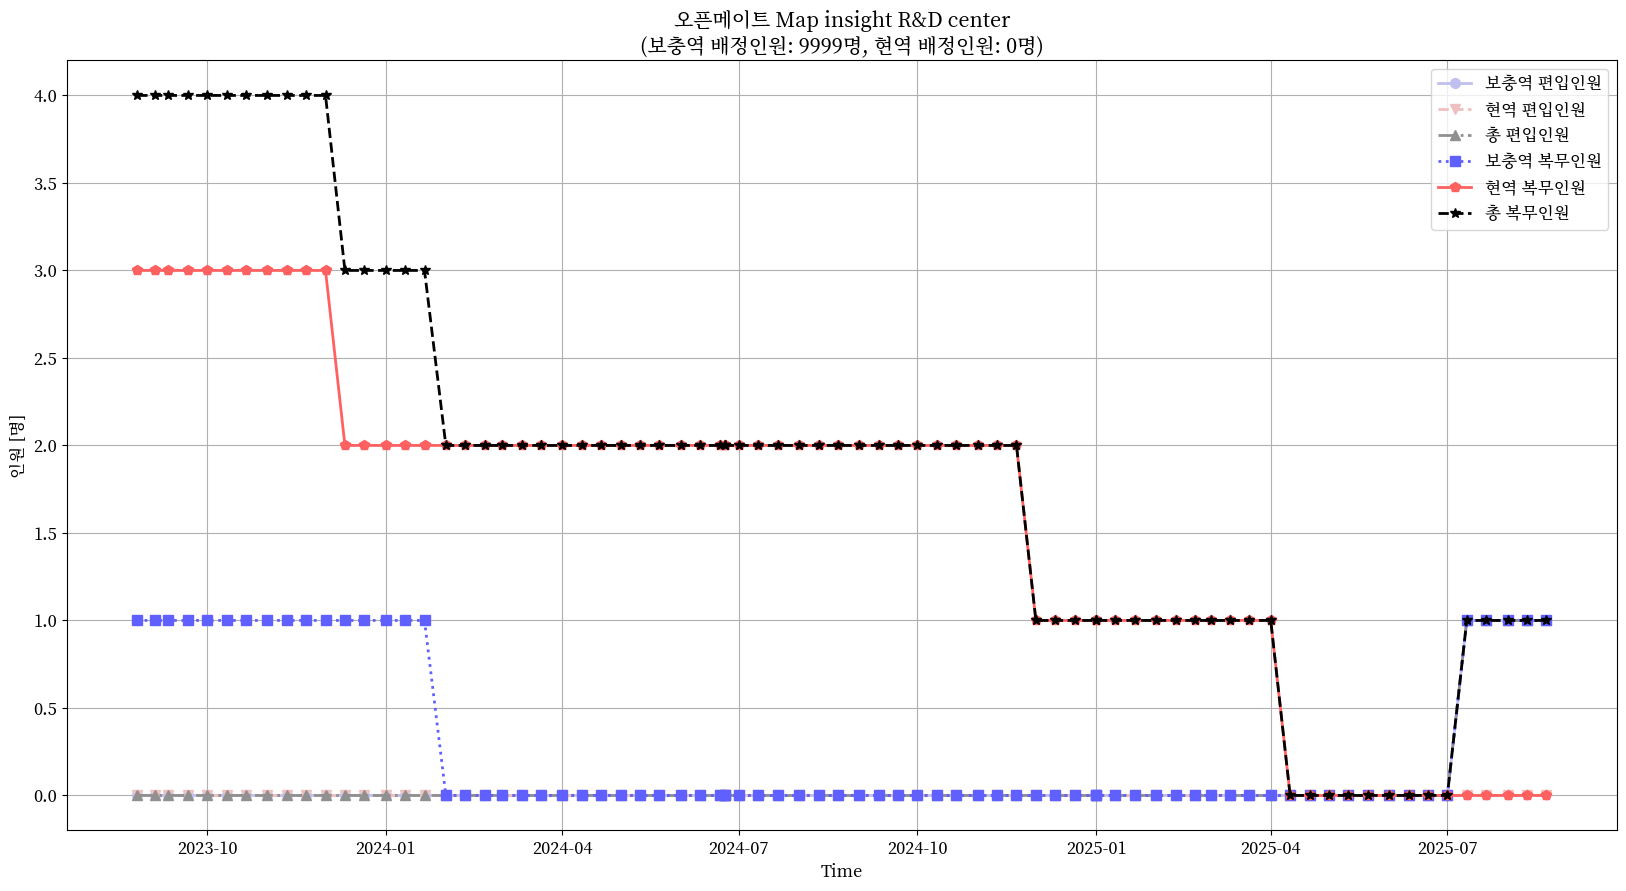 오픈메이트 Map insight R&D center
(보충역 배정인원: 9999명, 현역 배정인원: 0명)
보충역 편입인원
현역 편입인원
총 편입인원
보충역 복무인원
현역 복무인원
총 복무인원
인원 [명]
4.0
3.5
3.0
2.5
2.0
1.5
1.0
0.5
0.0
2023-10
2024-01
2024-04
2024-07
2024-10
2025-01
2025-04
2025-07
Time